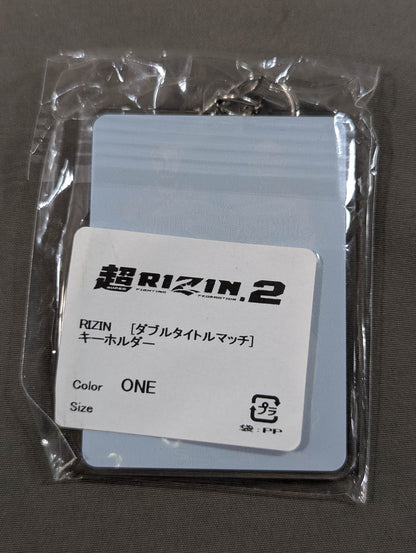 超RIZIN.2
SUPER FIGHTING PROMOTION
RIZIN [ダブルタイトルマッチ]
キーホルダー
Color ONE
Size
プラ
袋:PP